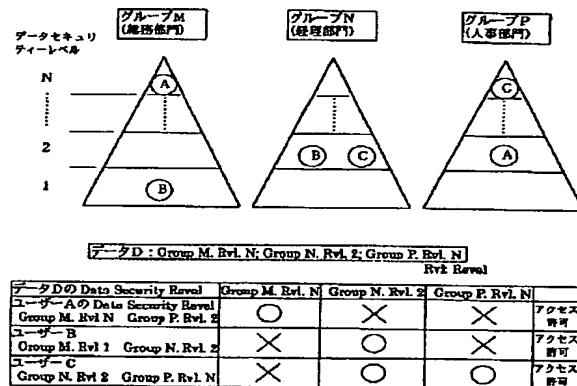 グループM
(総務部門)
グループN
(経理部門)
グループP
(人事部門)
データセキュリ
ティーレベル
N
2
1
A
B
B
C
C
A
データD : Group M. Rvl. N; Group N. Rvl. 2; Group P. Rvl. N
Rvl: Reval
データDの Data Security Reval
Group M. Rvl. N
Group N. Rvl. 2
Group P. Rvl. N
ユーザーAの Data Security Reval
Group M. Rvl N Group P. Rvl. 2
○
×
×
アクセス
許可
ユーザーB
Group M. Rvl 1 Group N. Rvl. 2
×
○
×
アクセス
許可
ユーザーC
Group N. Rvl 2 Group P. Rvl. N
×
○
○
アクセス
許可